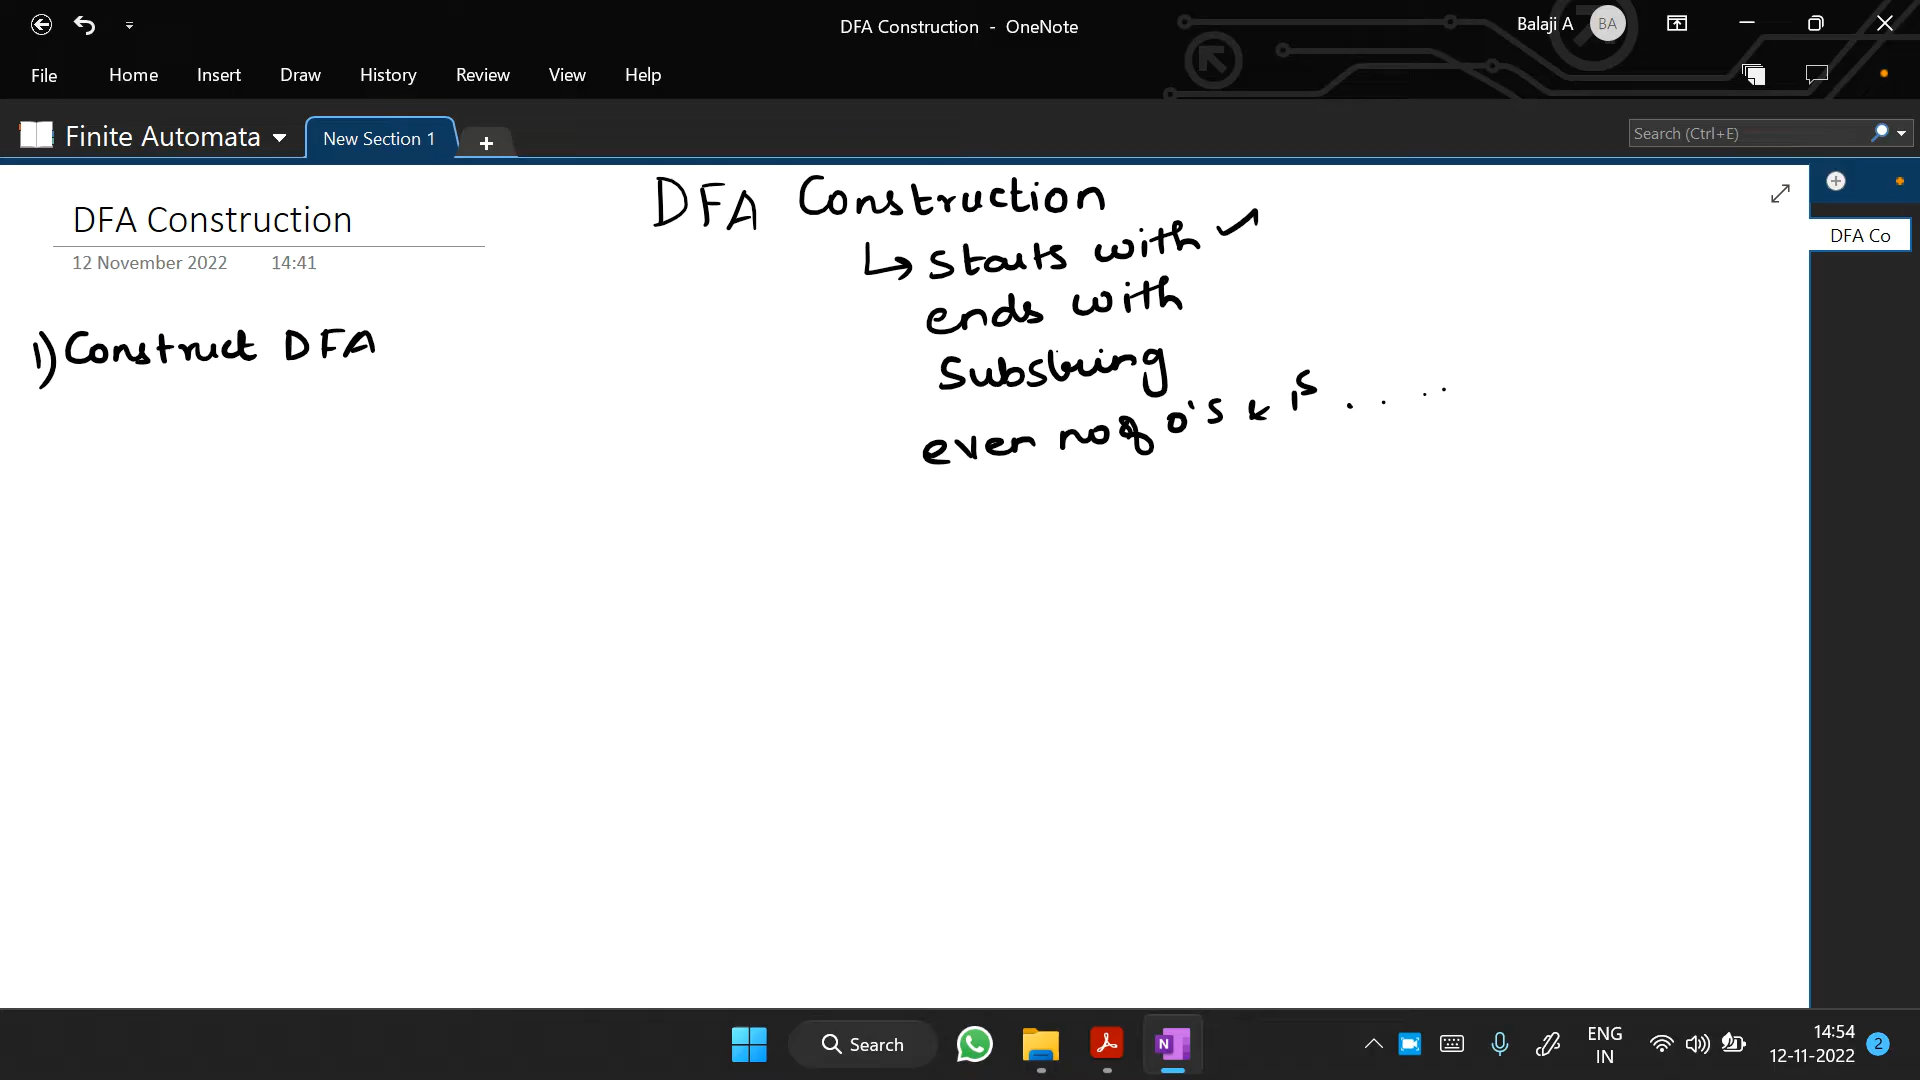 DFA Construction - OneNote
Balaji A
BA
File Home Insert Draw History Review View Help
Finite Automata
New Section 1
+
Search (Ctrl+E)
DFA Construction
12 November 2022 14:41
DFA Co
DFA Construction
↳ starts with ✓
ends with
Substring
even no of 0's & 1s . . . .
1) Construct DFA
Search
ENG
IN
14:54
12-11-2022
2